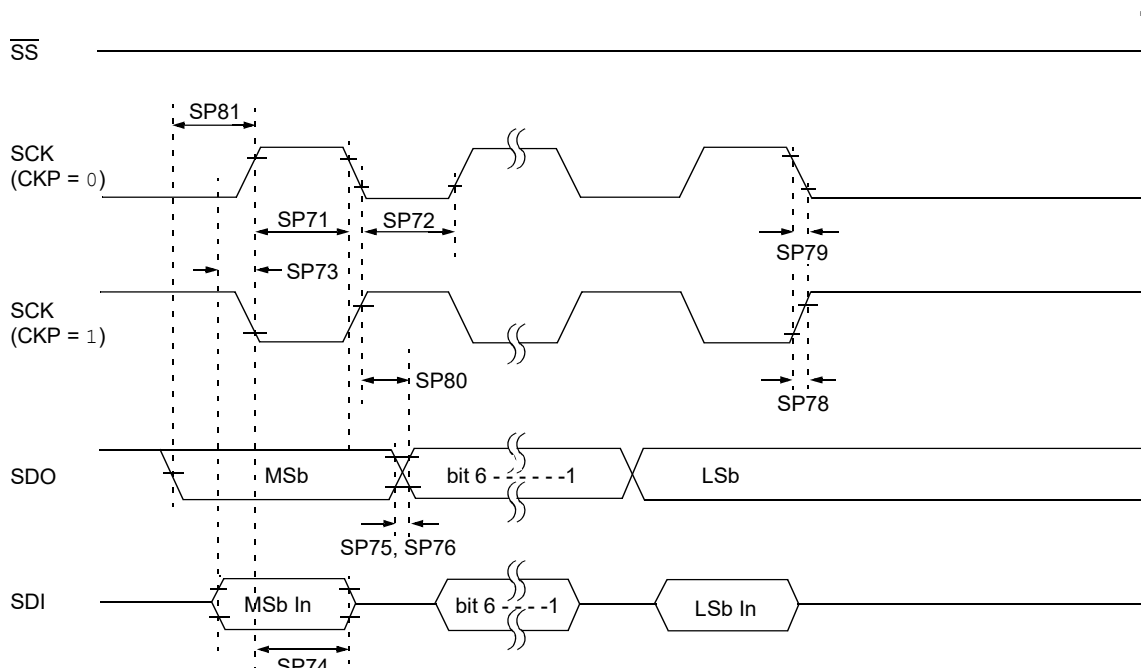 SS
SP81
SCK
(CKP = 0)
SP71
SP72
SP79
SP73
SCK
(CKP = 1)
SP80
SP78
SDO
MSb
bit 6 - - - - - -1
LSb
SP75, SP76
SDI
MSb In
bit 6 - - - - - -1
LSb In
SP74